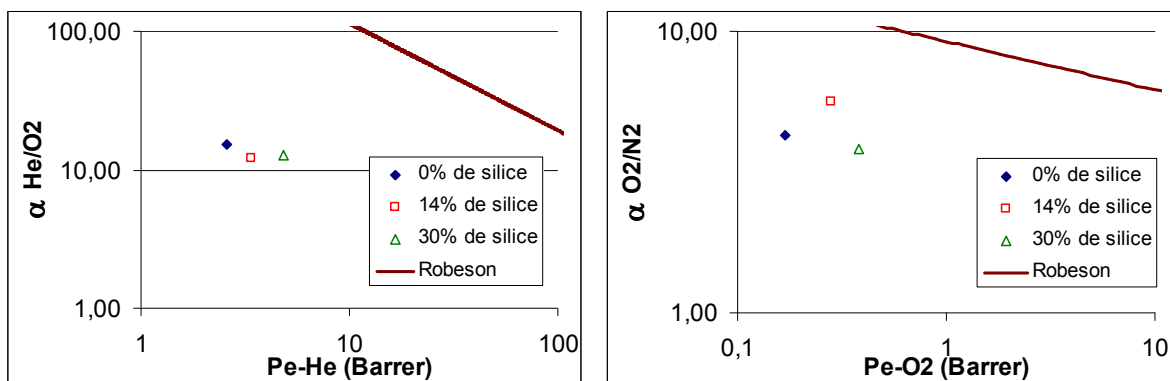 100,00
10,00
1,00
α He/O2
1
10
100
Pe-He (Barrer)
0% de silice
14% de silice
30% de silice
Robeson
10,00
1,00
α O2/N2
0,1
1
10
Pe-O2 (Barrer)
0% de silice
14% de silice
30% de silice
Robeson